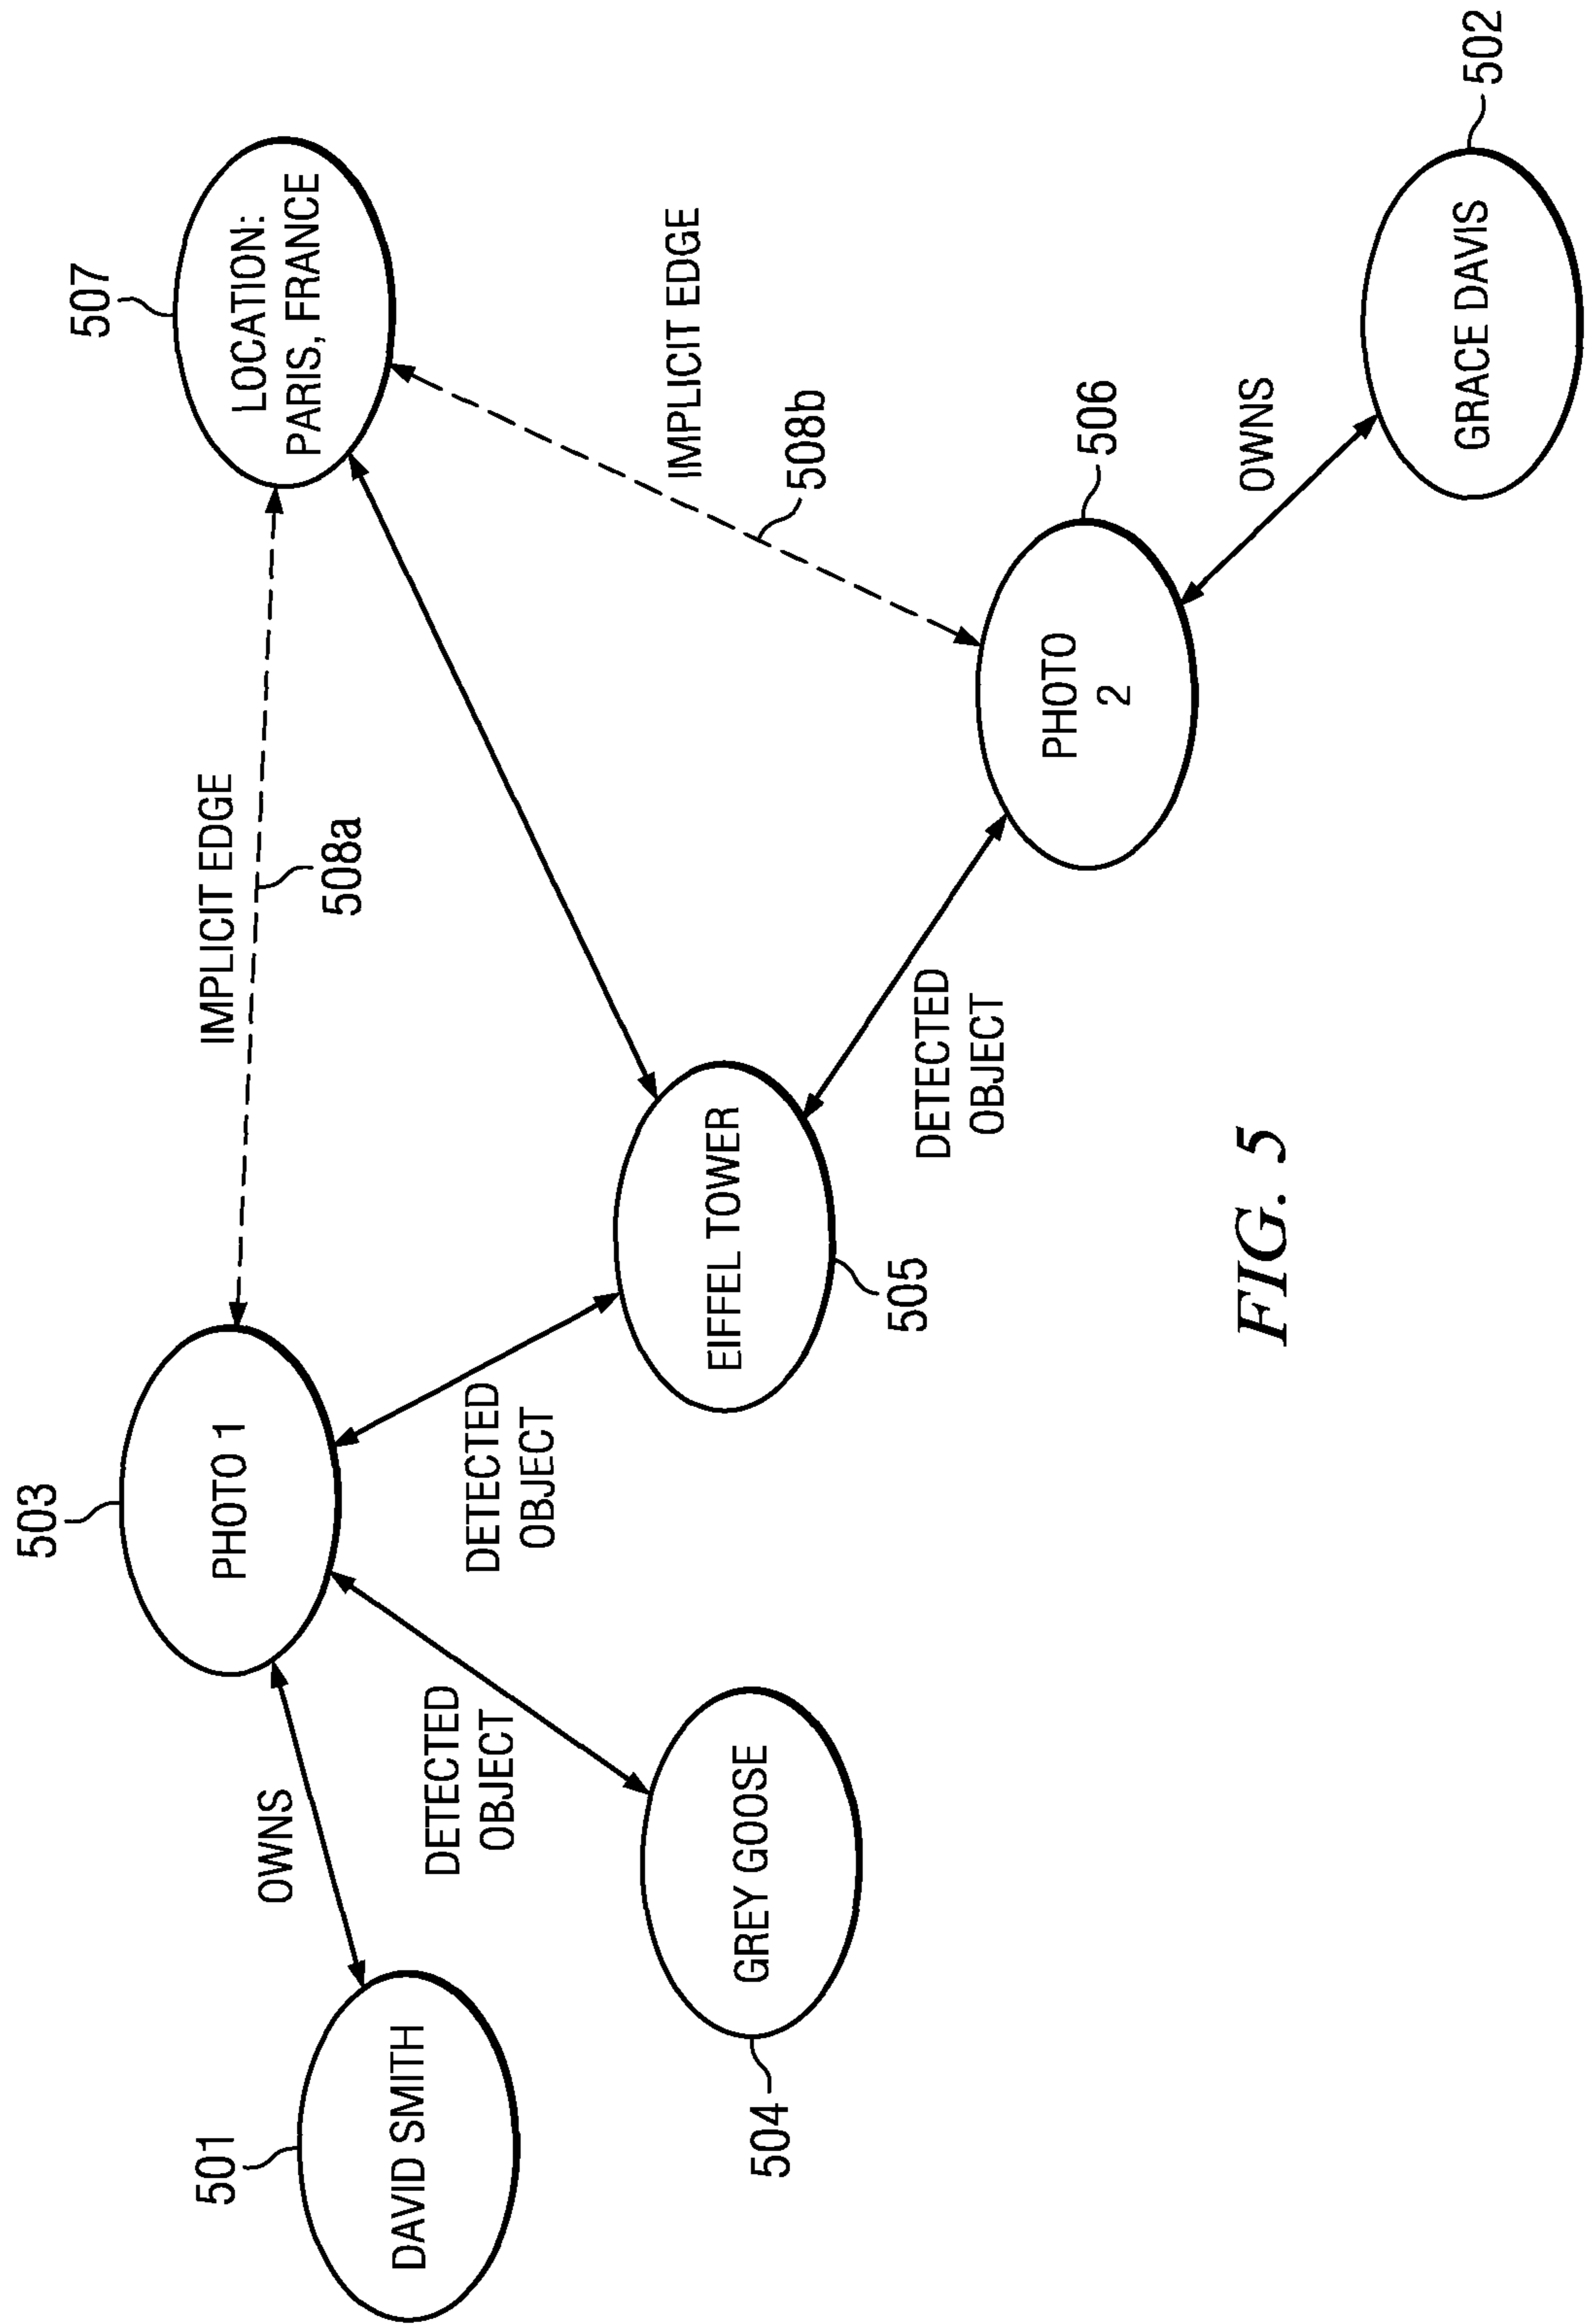 503
PHOTO 1
507
LOCATION:
PARIS, FRANCE
IMPLICIT EDGE
508a
501
DAVID SMITH
OWNS
DETECTED
OBJECT
DETECTED
OBJECT
504
GREY GOOSE
EIFFEL TOWER
505
IMPLICIT EDGE
508b
DETECTED
OBJECT
PHOTO
2
506
OWNS
GRACE DAVIS
502
FIG. 5